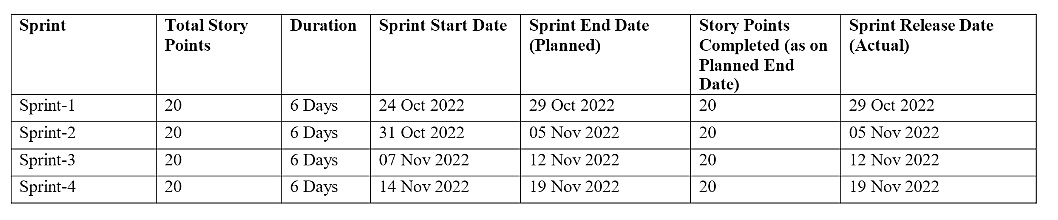 Sprint Total Story Points Duration Sprint Start Date Sprint End Date (Planned) Story Points Completed (as on Planned End Date) Sprint Release Date (Actual)
Sprint-1 20 6 Days 24 Oct 2022 29 Oct 2022 20 29 Oct 2022
Sprint-2 20 6 Days 31 Oct 2022 05 Nov 2022 20 05 Nov 2022
Sprint-3 20 6 Days 07 Nov 2022 12 Nov 2022 20 12 Nov 2022
Sprint-4 20 6 Days 14 Nov 2022 19 Nov 2022 20 19 Nov 2022